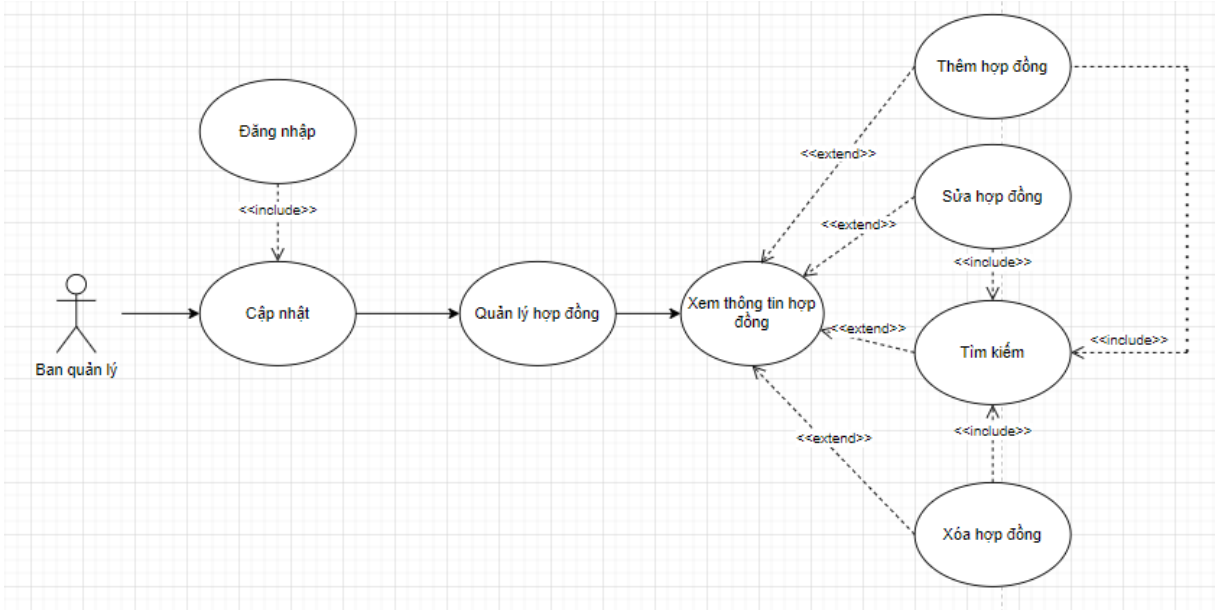 Thêm hợp đồng
Đăng nhập
<<extend>>
Sửa hợp đồng
<<include>>
<<extend>>
<<include>>
Cập nhật
Quản lý hợp đồng
Xem thông tin hợp
đồng
<<extend>>
Tìm kiếm
<<include>>
Ban quản lý
<<extend>>
<<include>>
Xóa hợp đồng